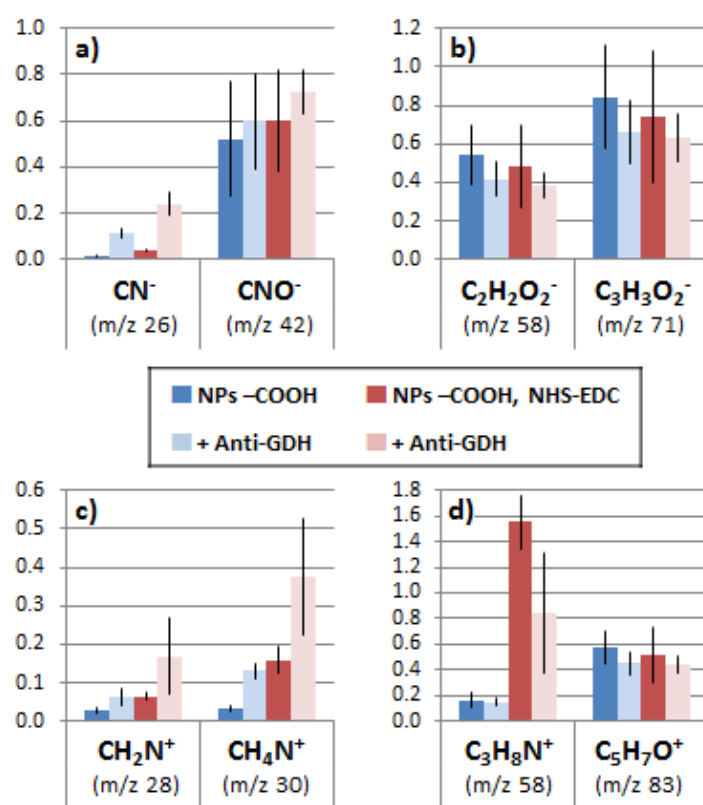 a)
1.0
0.8
0.6
0.4
0.2
0.0
CN⁻ CNO⁻
(m/z 26) (m/z 42)
b)
1.2
1.0
0.8
0.6
0.4
0.2
0.0
C₂H₂O₂⁻ C₃H₃O₂⁻
(m/z 58) (m/z 71)
NPs –COOH NPs –COOH, NHS-EDC
+ Anti-GDH + Anti-GDH
c)
0.6
0.5
0.4
0.3
0.2
0.1
0.0
CH₂N⁺ CH₄N⁺
(m/z 28) (m/z 30)
d)
1.8
1.6
1.4
1.2
1.0
0.8
0.6
0.4
0.2
0.0
C₃H₈N⁺ C₅H₇O⁺
(m/z 58) (m/z 83)